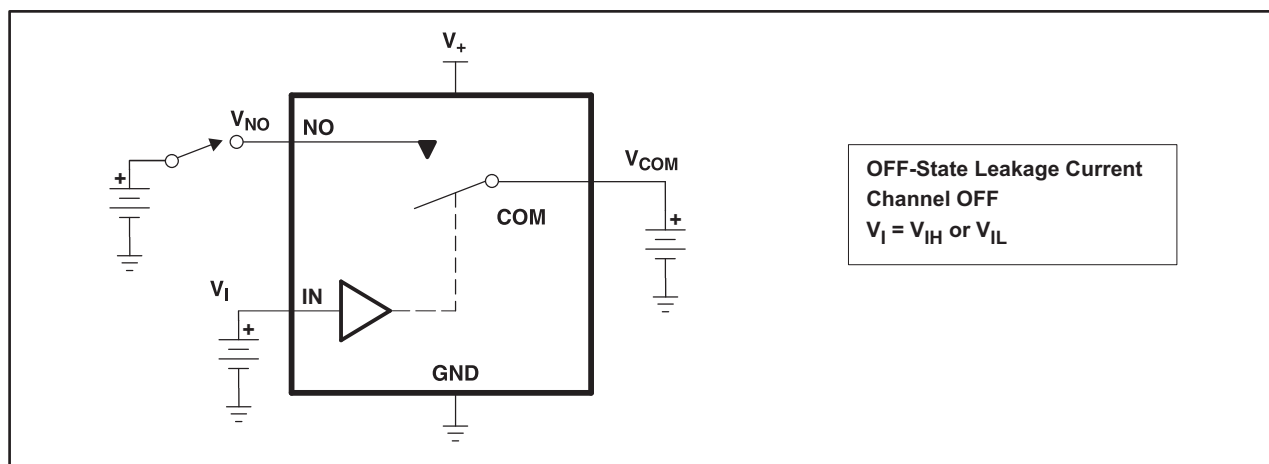 V+
VNO
NO
VCOM
COM
+
+
VI
IN
+
GND
OFF-State Leakage Current
Channel OFF
VI = VIH or VIL